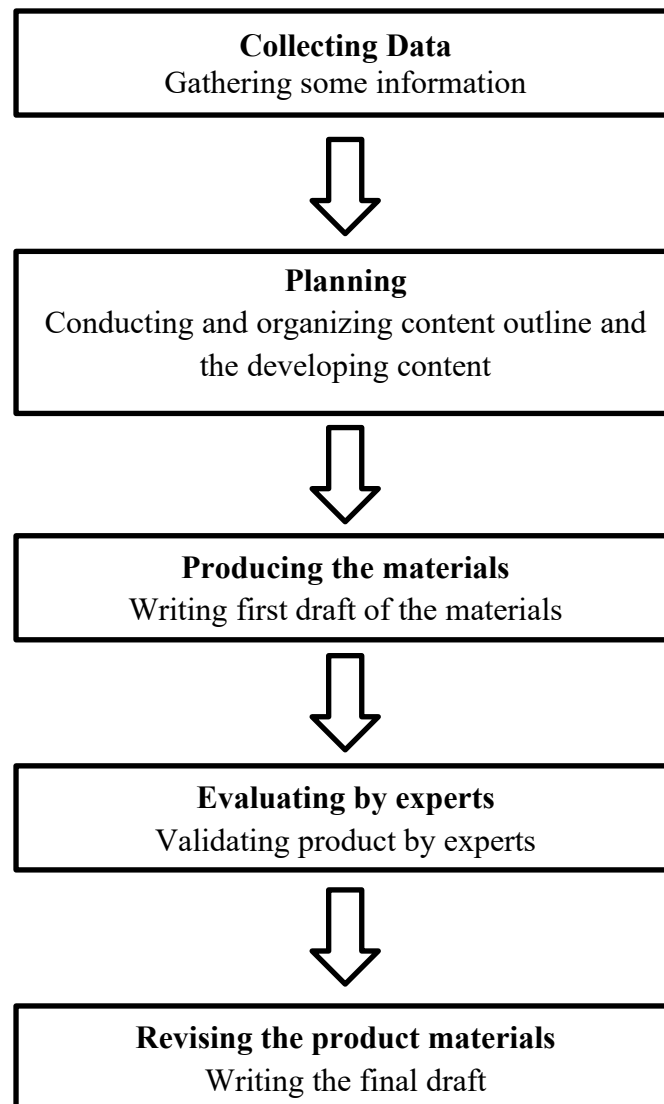 Collecting Data
Gathering some information
Planning
Conducting and organizing content outline and
the developing content
Producing the materials
Writing first draft of the materials
Evaluating by experts
Validating product by experts
Revising the product materials
Writing the final draft